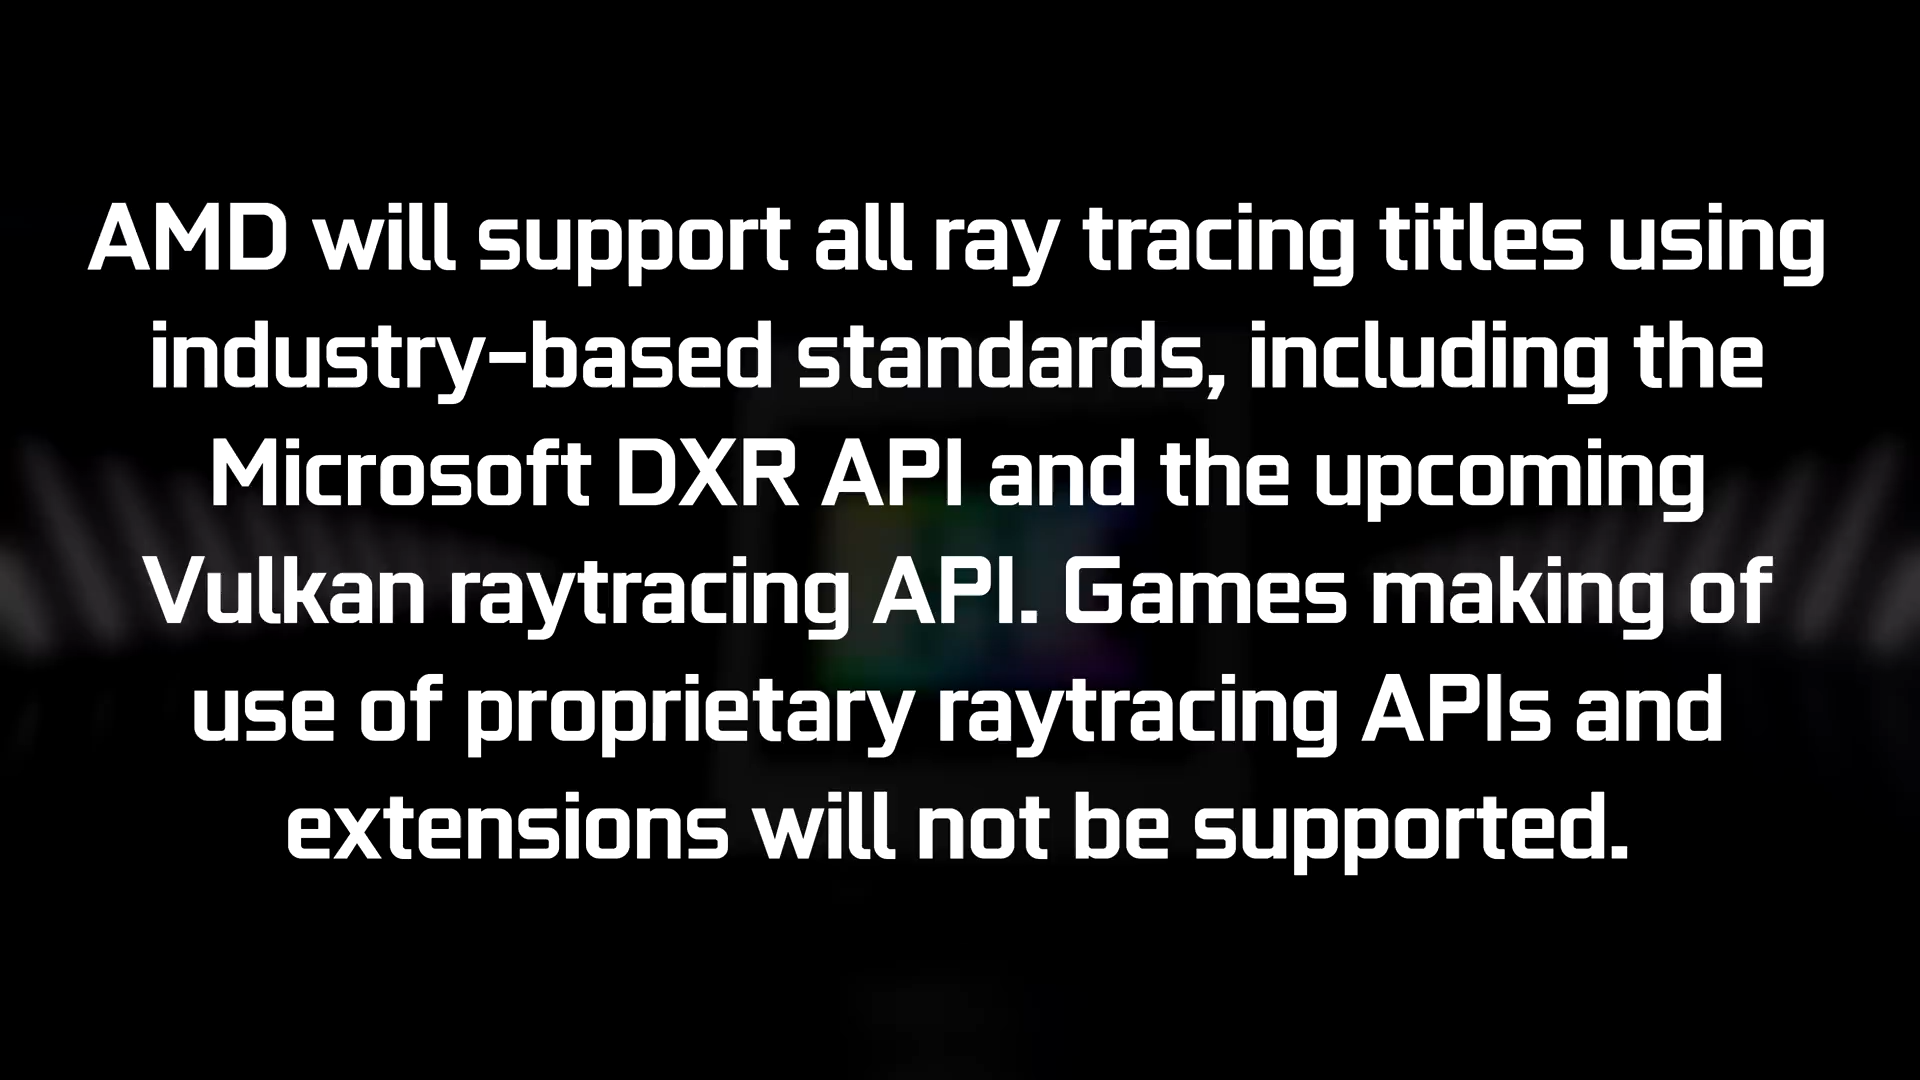 AMD will support all ray tracing titles using
industry-based standards, including the
Microsoft DXR API and the upcoming
Vulkan raytracing API. Games making of
use of proprietary raytracing APIs and
extensions will not be supported.